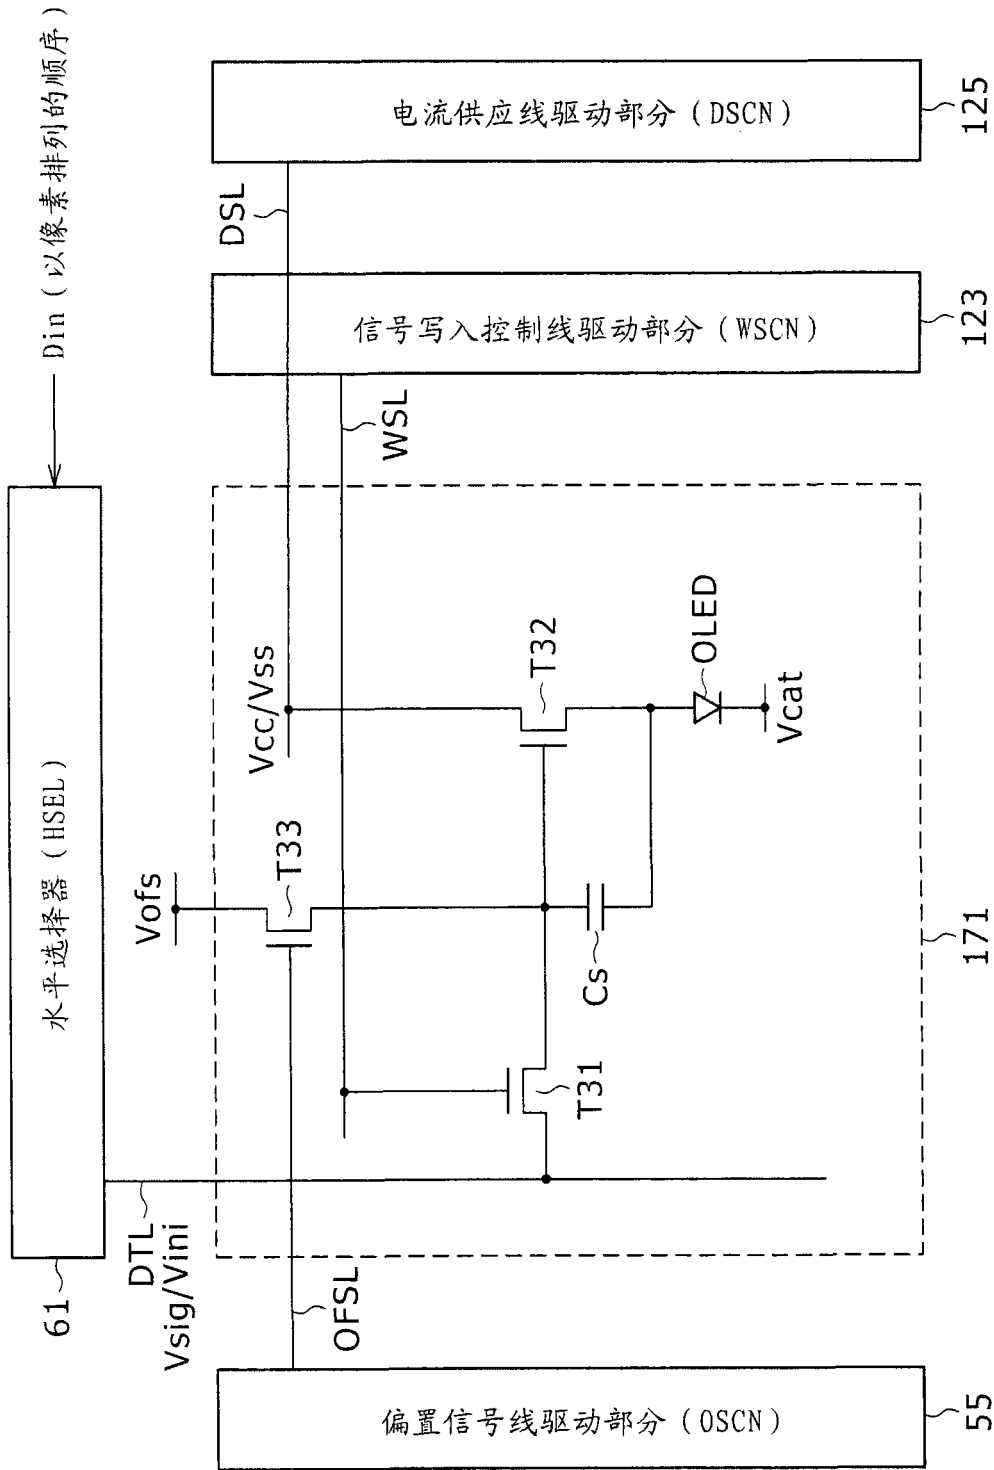 Din(以像素排列的顺序)
水平选择器(HSEL)
61
DTL
Vsig/Vini
DSL
电流供应线驱动部分(DSCN)
125
WSL
信号写入控制线驱动部分(WSCN)
123
Vofs
T33
Vcc/Vss
T32
OLED
Vcat
Cs
T31
171
OFSL
偏置信号线驱动部分(OSCN)
55